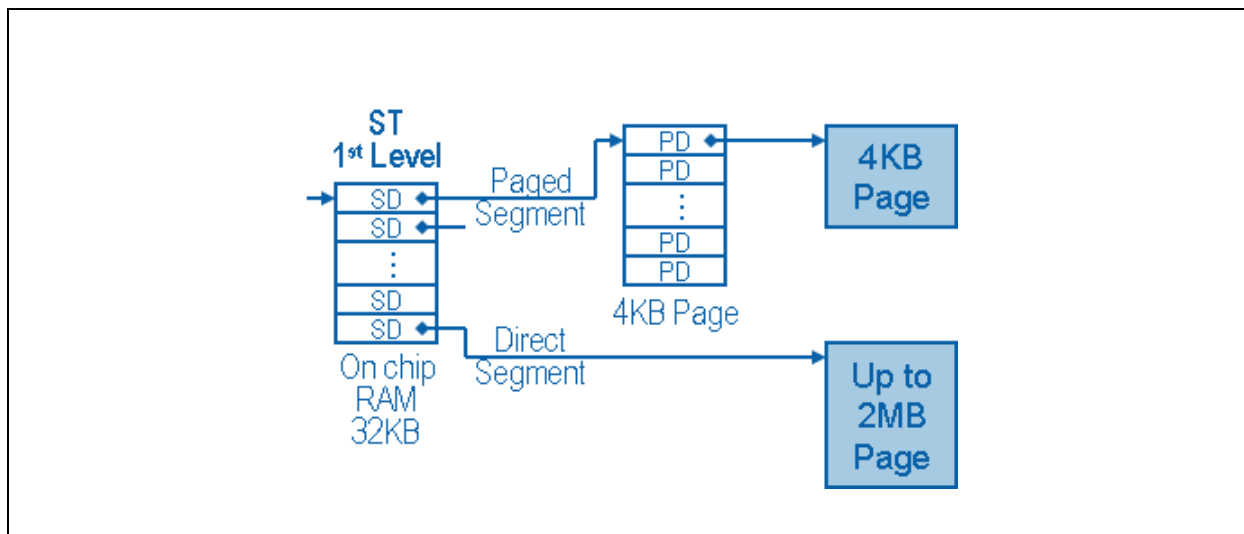 ST
1st Level
SD
SD
⋮
SD
SD
On chip
RAM
32KB
Paged
Segment
PD
PD
⋮
PD
PD
4KB Page
4KB
Page
Direct
Segment
Up to
2MB
Page